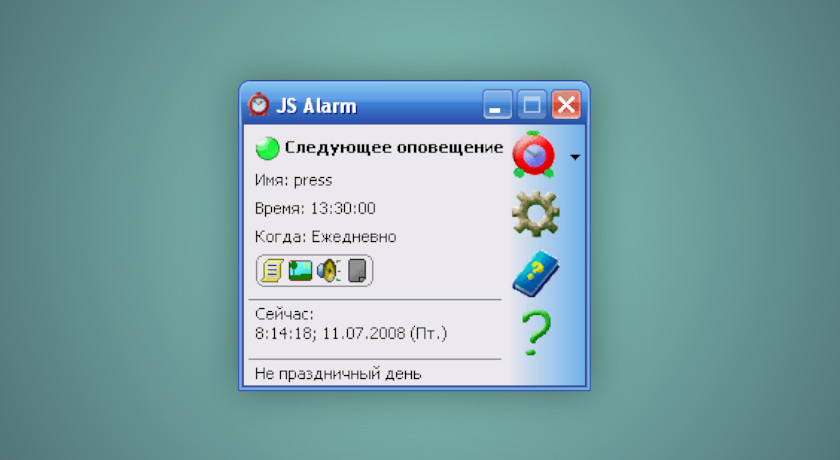 JS Alarm
Следующее оповещение
Имя: press
Время: 13:30:00
Когда: Ежедневно
Сейчас:
8:14:18; 11.07.2008 (Пт.)
Не праздничный день